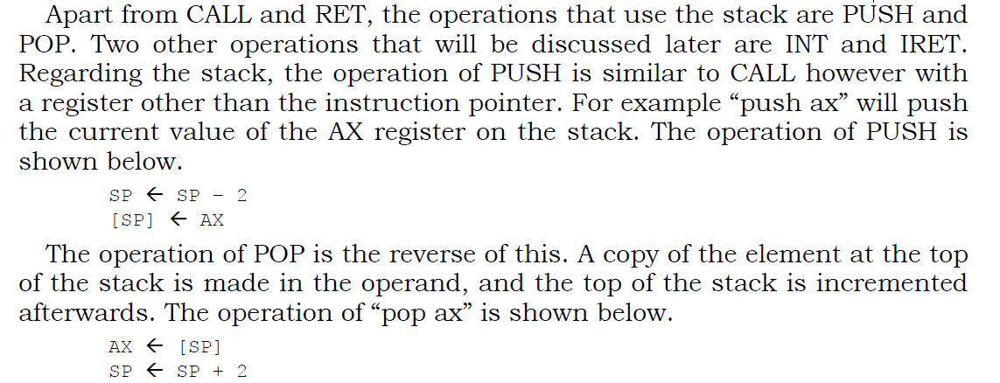 Apart from CALL and RET, the operations that use the stack are PUSH and
POP. Two other operations that will be discussed later are INT and IRET.
Regarding the stack, the operation of PUSH is similar to CALL however with
a register other than the instruction pointer. For example “push ax” will push
the current value of the AX register on the stack. The operation of PUSH is
shown below.
SP ← SP - 2
[SP] ← AX
The operation of POP is the reverse of this. A copy of the element at the top
of the stack is made in the operand, and the top of the stack is incremented
afterwards. The operation of “pop ax” is shown below.
AX ← [SP]
SP ← SP + 2